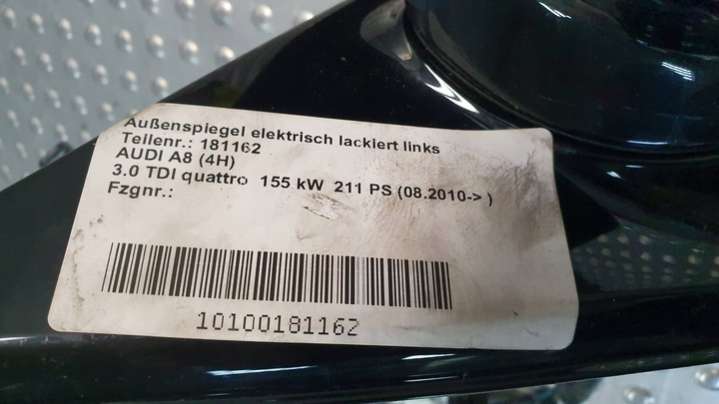 Außenspiegel elektrisch lackiert links
Teilenr.: 181162
AUDI A8 (4H)
3.0 TDI quattro 155 kW 211 PS (08.2010-> )
Fzgnr.:
10100181162